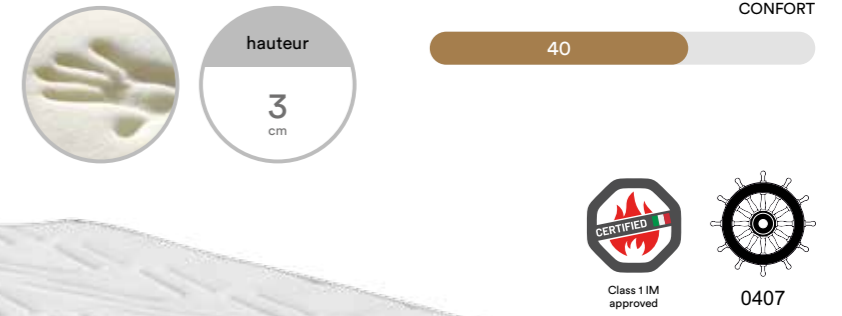 CONFORT
hauteur
40
3
cm
CERTIFIED
Class 1 IM
approved
0407